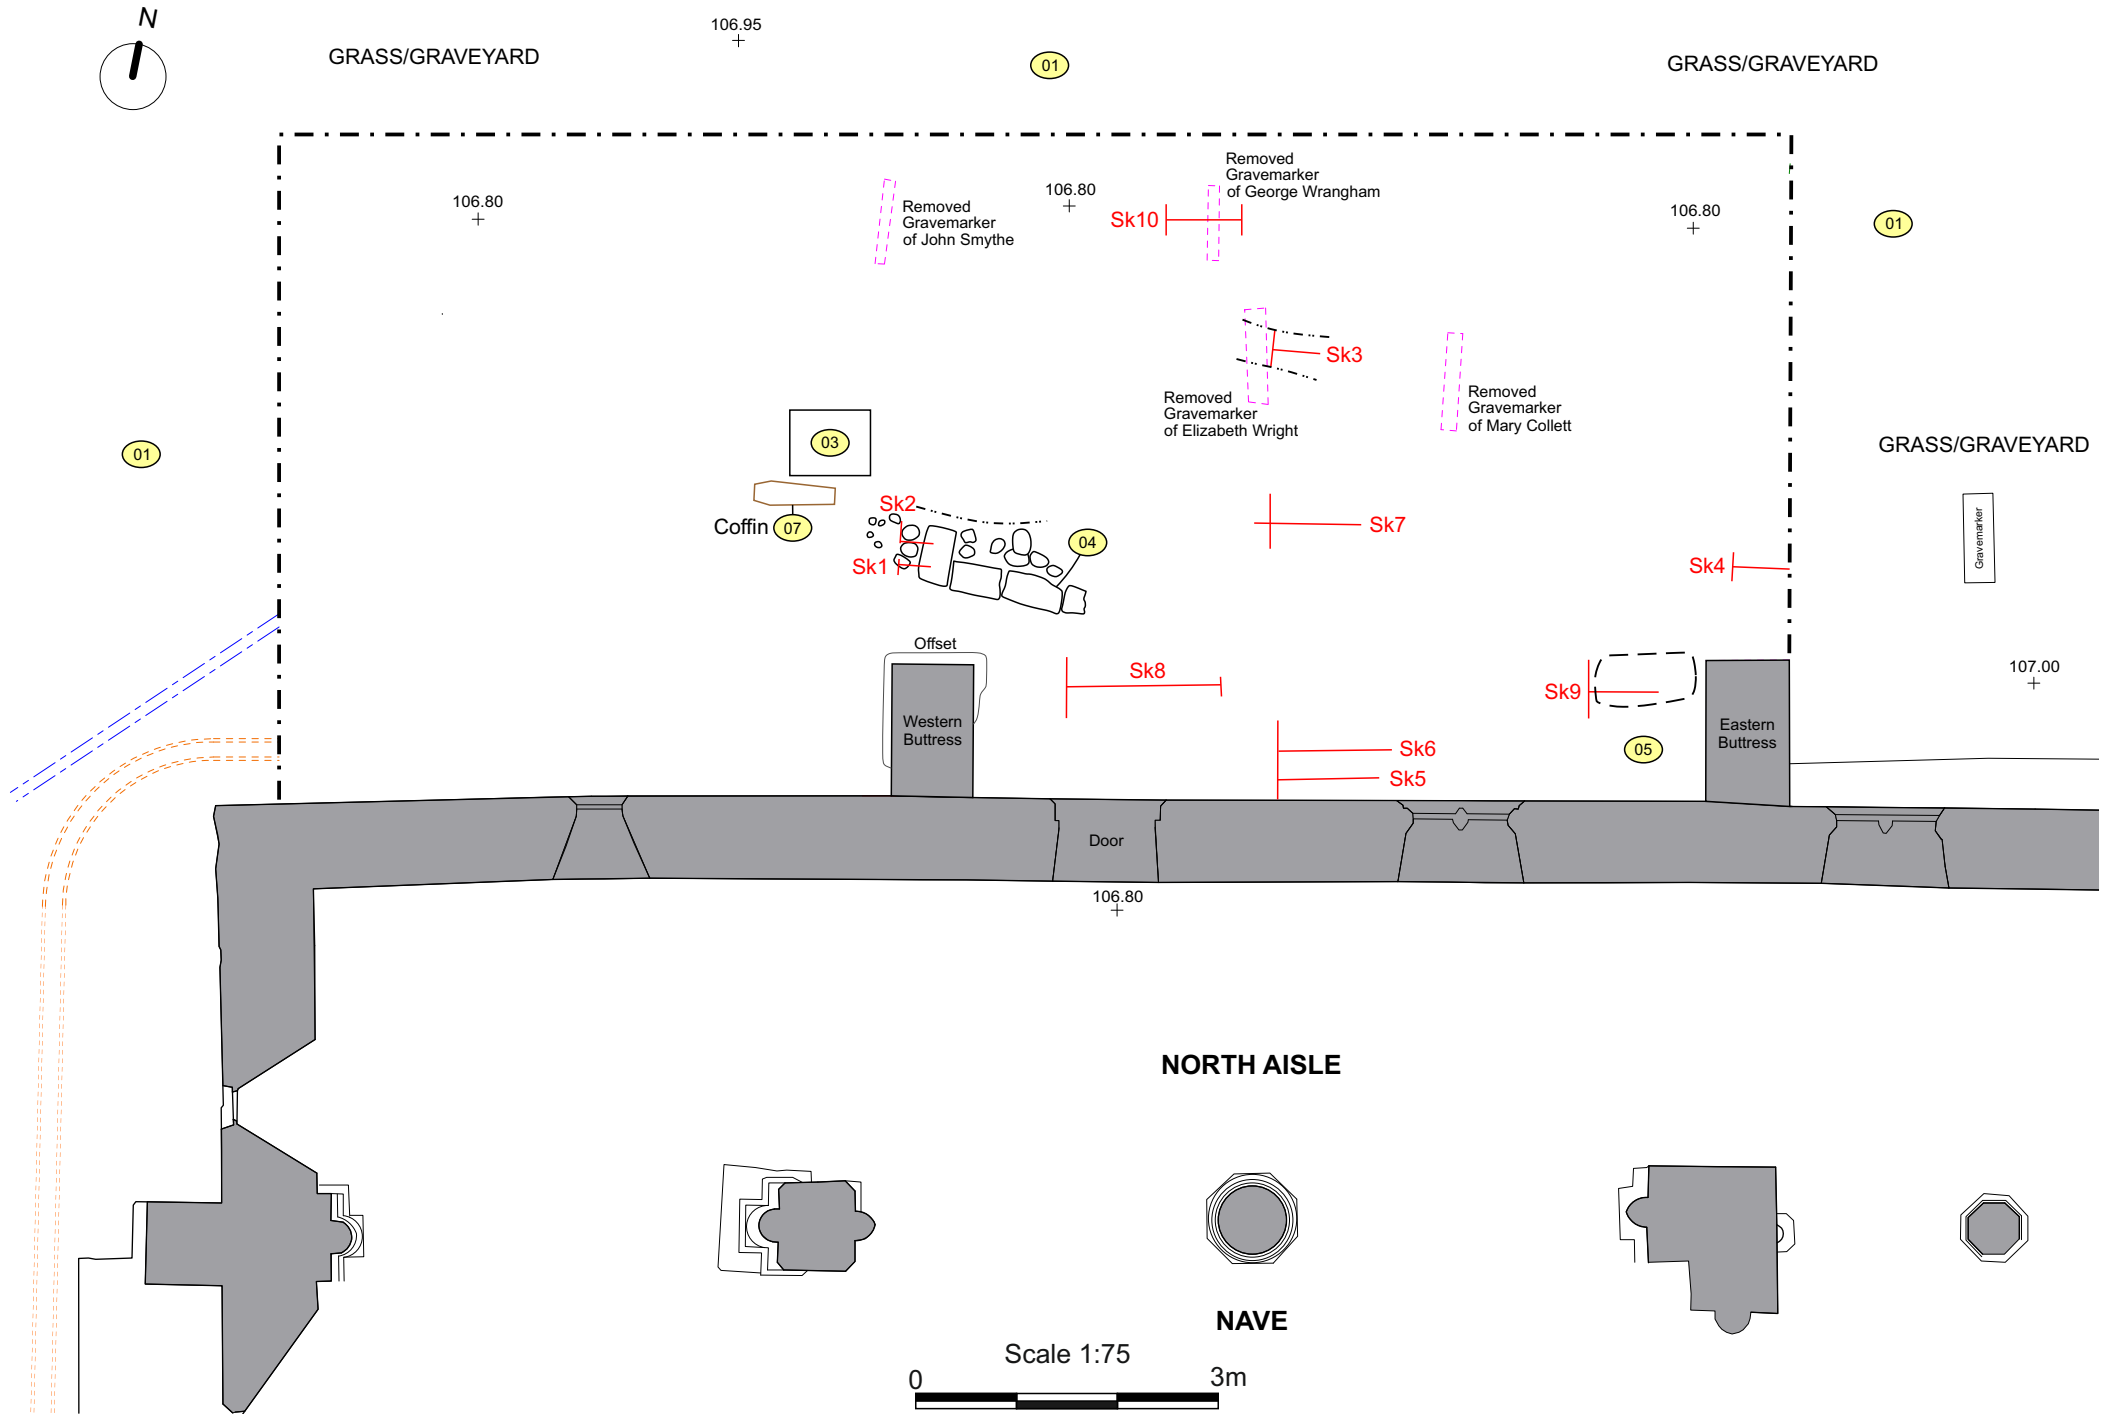 N
106.95
GRASS/GRAVEYARD
01
GRASS/GRAVEYARD
Removed
Gravemarker
of George Wrangham
106.80
106.80
Removed
Gravemarker
of John Smythe
Sk10
106.80
01
Sk3
Removed
Gravemarker
of Elizabeth Wright
Removed
Gravemarker
of Mary Collett
03
01
GRASS/GRAVEYARD
Sk2
Coffin
07
Sk7
04
Gravemarker
Sk1
Sk4
Offset
Sk8
Sk9
107.00
Western
Buttress
Eastern
Buttress
Sk6
05
Sk5
Door
106.80
NORTH AISLE
NAVE
Scale 1:75
0
3m